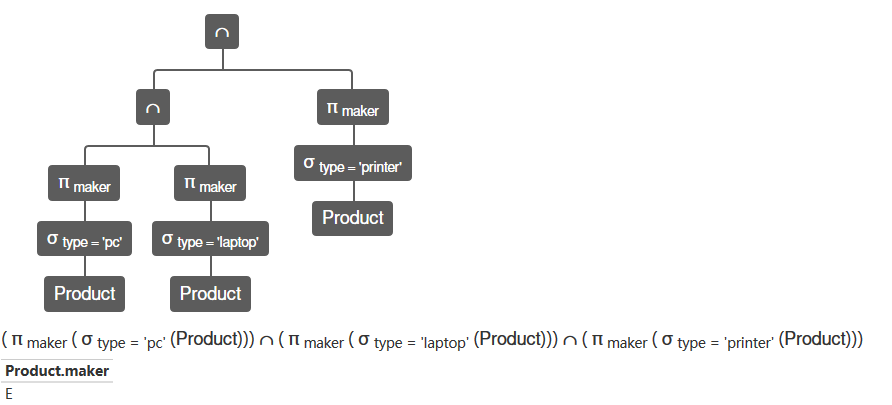 ∩
∩
π maker
π maker
π maker
σ type = 'printer'
σ type = 'pc'
σ type = 'laptop'
Product
Product
Product
( π maker ( σ type = 'pc' (Product))) ∩ ( π maker ( σ type = 'laptop' (Product))) ∩ ( π maker ( σ type = 'printer' (Product)))
Product.maker
E